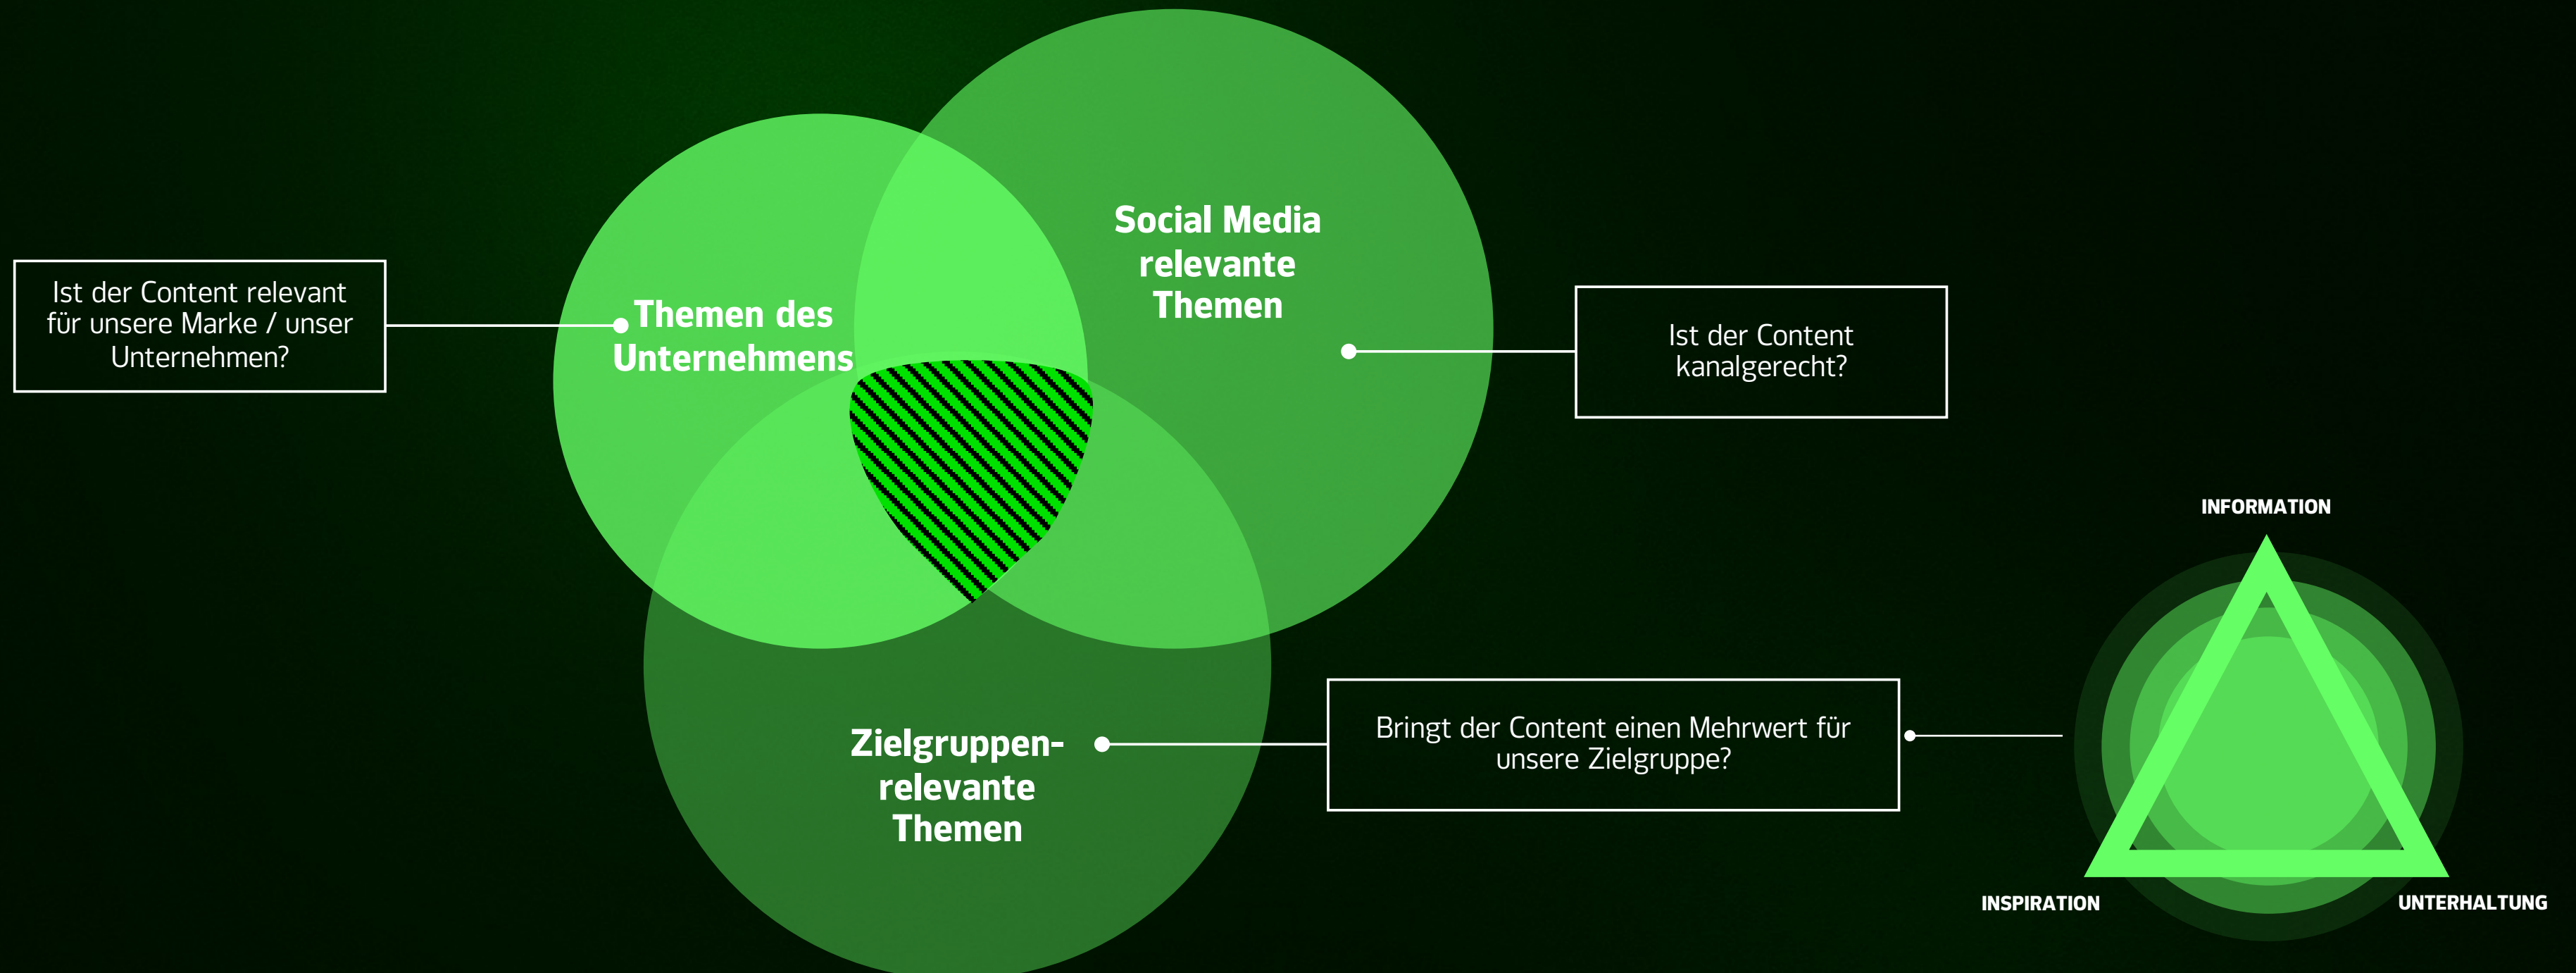 Ist der Content relevant
für unsere Marke / unser
Unternehmen?
Themen des
Unternehmens
Social Media
relevante
Themen
Ist der Content
kanalgerecht?
Zielgruppen-
relevante
Themen
Bringt der Content einen Mehrwert für
unsere Zielgruppe?
INFORMATION
INSPIRATION
UNTERHALTUNG